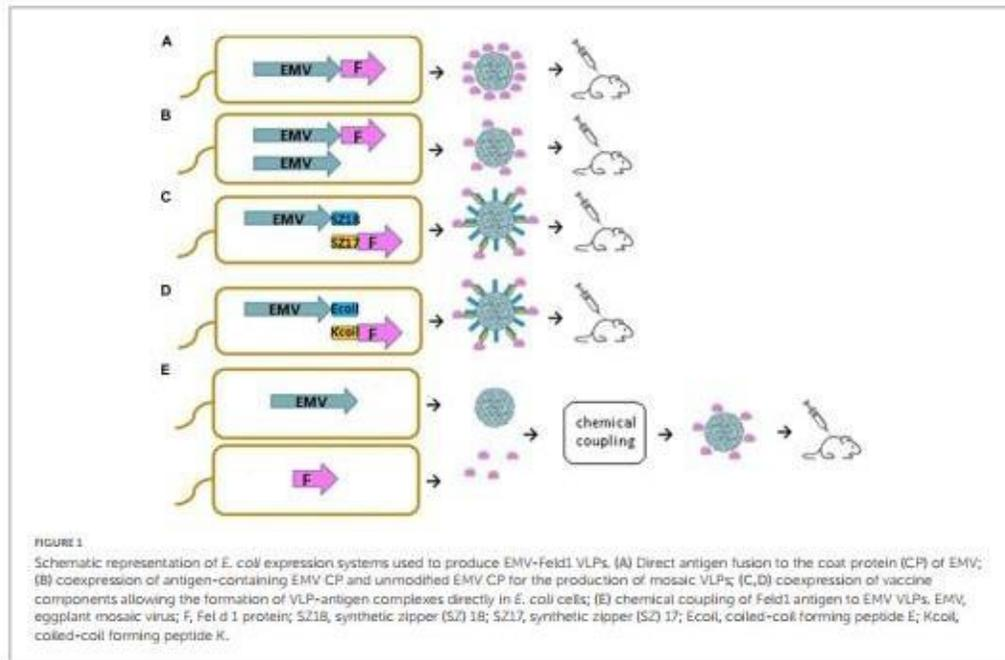 A
EMV F
B
EMV F
EMV
C
EMV SZ18
SZ17 F
D
EMV Ecoil
Kcoil F
E
EMV
chemical
coupling
F
FIGURE 1
Schematic representation of E. coli expression systems used to produce EMV-Feld1 VLPs. (A) Direct antigen fusion to the coat protein (CP) of EMV;
(B) coexpression of antigen-containing EMV CP and unmodified EMV CP for the production of mosaic VLPs; (C,D) coexpression of vaccine
components allowing the formation of VLP-antigen complexes directly in E. coli cells; (E) chemical coupling of Feld1 antigen to EMV VLPs. EMV,
eggplant mosaic virus; F, Fel d 1 protein; SZ18, synthetic zipper (SZ) 18; SZ17, synthetic zipper (SZ) 17; Ecoil, coiled-coil forming peptide E; Kcoil,
coiled-coil forming peptide K.